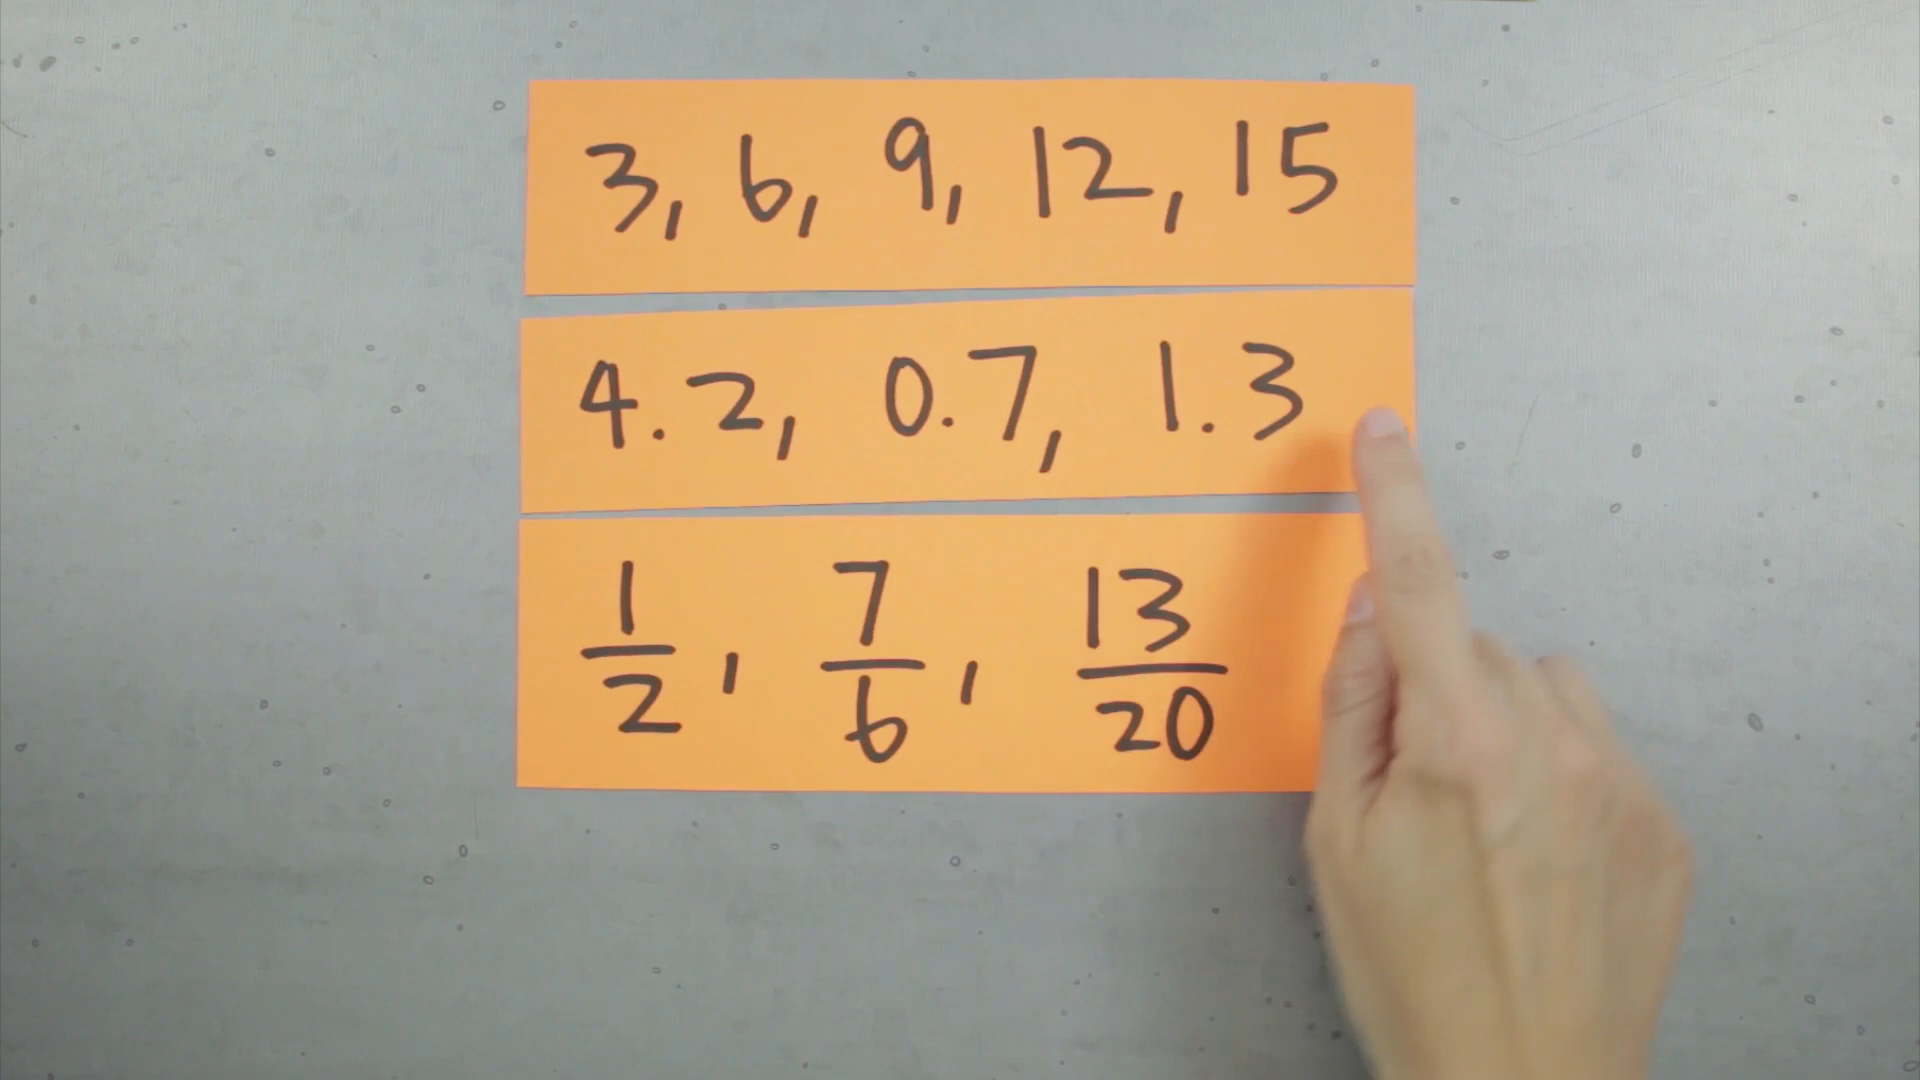 3, 6, 9, 12, 15
4.2, 0.7, 1.3
1/2, 7/6, 13/20